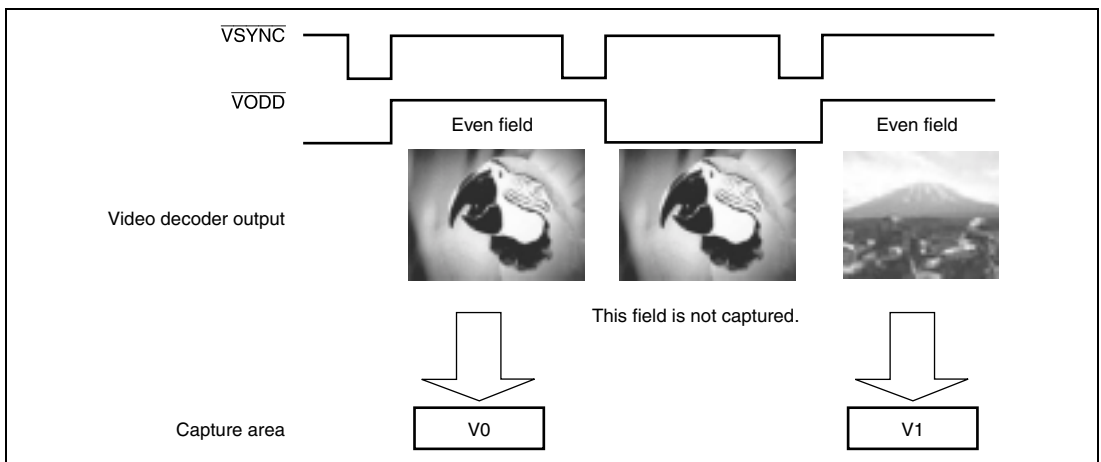 VSYNC
VODD
Even field
Even field
Video decoder output
This field is not captured.
Capture area
V0
V1